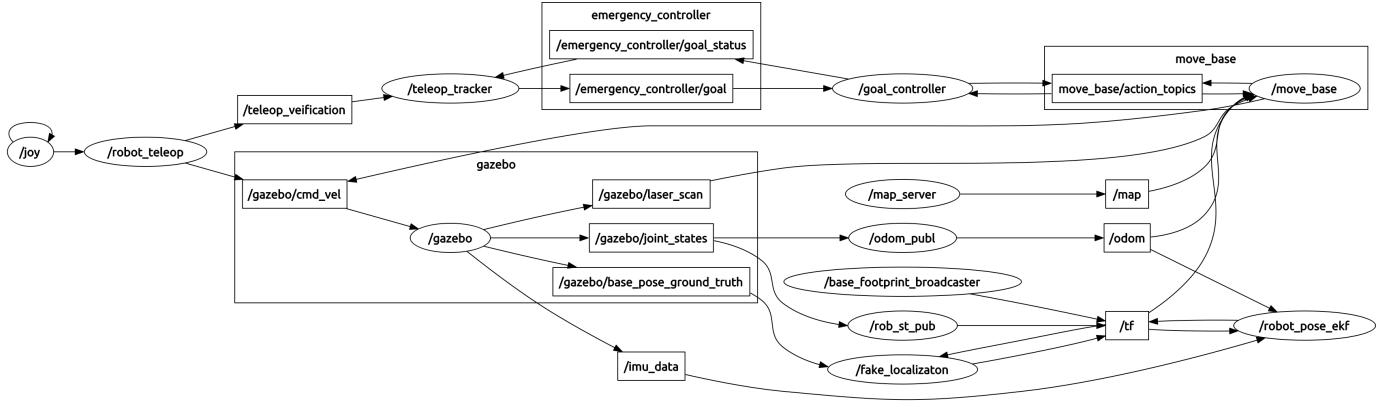 emergency_controller
/emergency_controller/goal_status
move_base
/teleop_tracker
/emergency_controller/goal
/goal_controller
move_base/action_topics
/move_base
/teleop_veification
/joy
/robot_teleop
gazebo
/gazebo/cmd_vel
/gazebo/laser_scan
/map_server
/map
/gazebo
/gazebo/joint_states
/odom_publ
/odom
/gazebo/base_pose_ground_truth
/base_footprint_broadcaster
/rob_st_pub
/tf
/robot_pose_ekf
/imu_data
/fake_localizaton